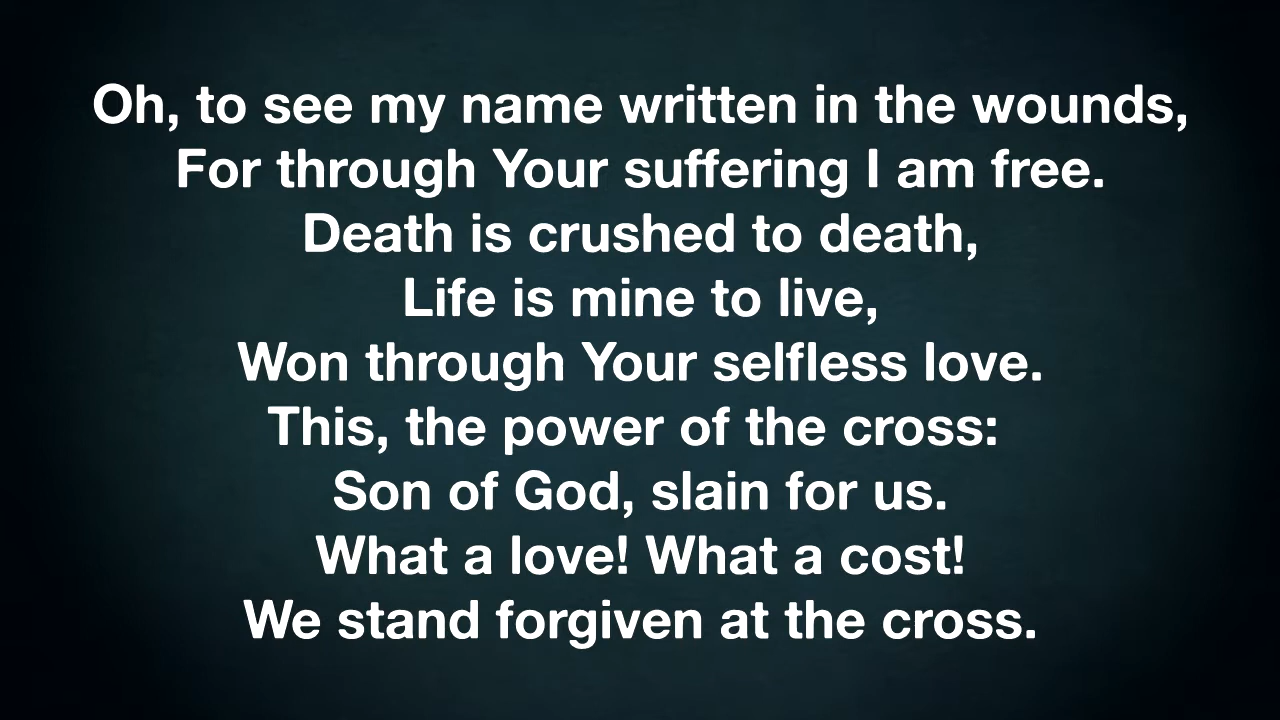 Oh, to see my name written in the wounds,
For through Your suffering I am free.
Death is crushed to death,
Life is mine to live,
Won through Your selfless love.
This, the power of the cross:
Son of God, slain for us.
What a love! What a cost!
We stand forgiven at the cross.